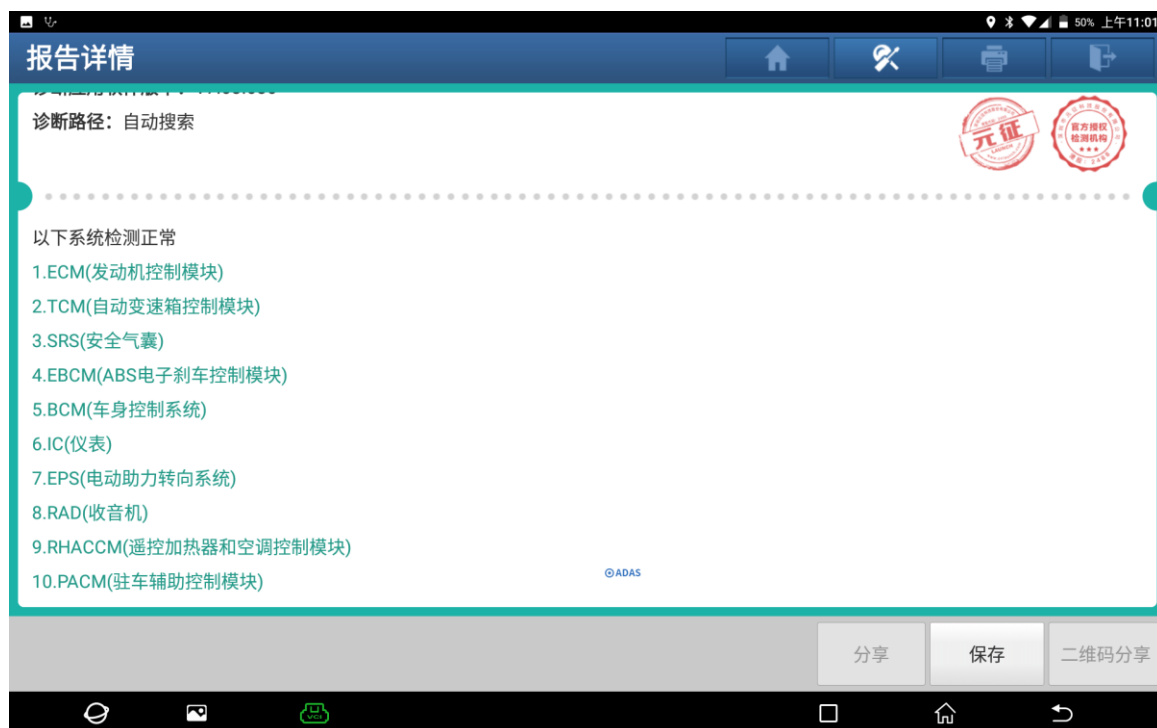 50% 上午11:01
报告详情
诊断路径：自动搜索
元征
LAUNCH
官方授权
检测机构
以下系统检测正常
1.ECM(发动机控制模块)
2.TCM(自动变速箱控制模块)
3.SRS(安全气囊)
4.EBCM(ABS电子刹车控制模块)
5.BCM(车身控制系统)
6.IC(仪表)
7.EPS(电动助力转向系统)
8.RAD(收音机)
9.RHACCM(遥控加热器和空调控制模块)
10.PACM(驻车辅助控制模块)
ADAS
分享
保存
二维码分享
VCI